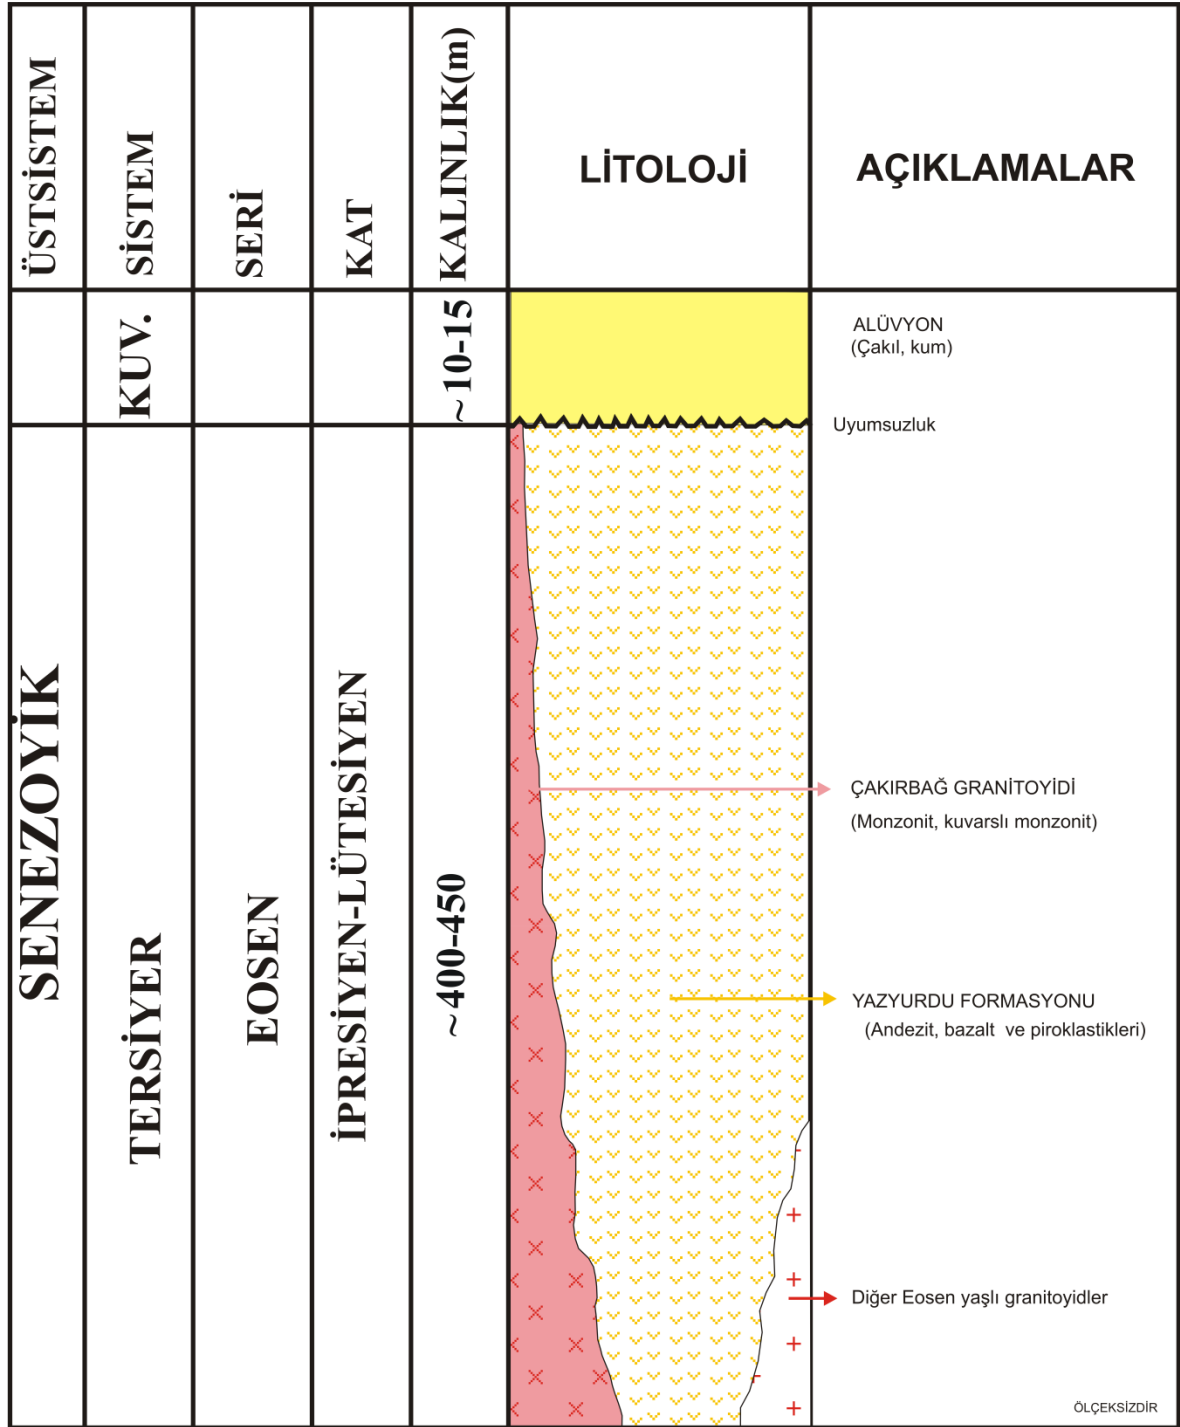 ÜSTSİSTEM
SİSTEM
SERİ
KAT
KALINLIK(m)
LİTOLOJİ
AÇIKLAMALAR
KUV.
~10-15
ALÜVYON
(Çakıl, kum)
Uyumsuzluk
SENEZOYİK
TERSİYER
EOSEN
İPRESİYEN-LÜTESİYEN
~400-450
ÇAKIRBAĞ GRANİTOYİDİ
(Monzonit, kuvarslı monzonit)
YAZYURDU FORMASYONU
(Andezit, bazalt ve piroklastikleri)
Diğer Eosen yaşlı granitoyidler
ÖLÇEKSİZDİR